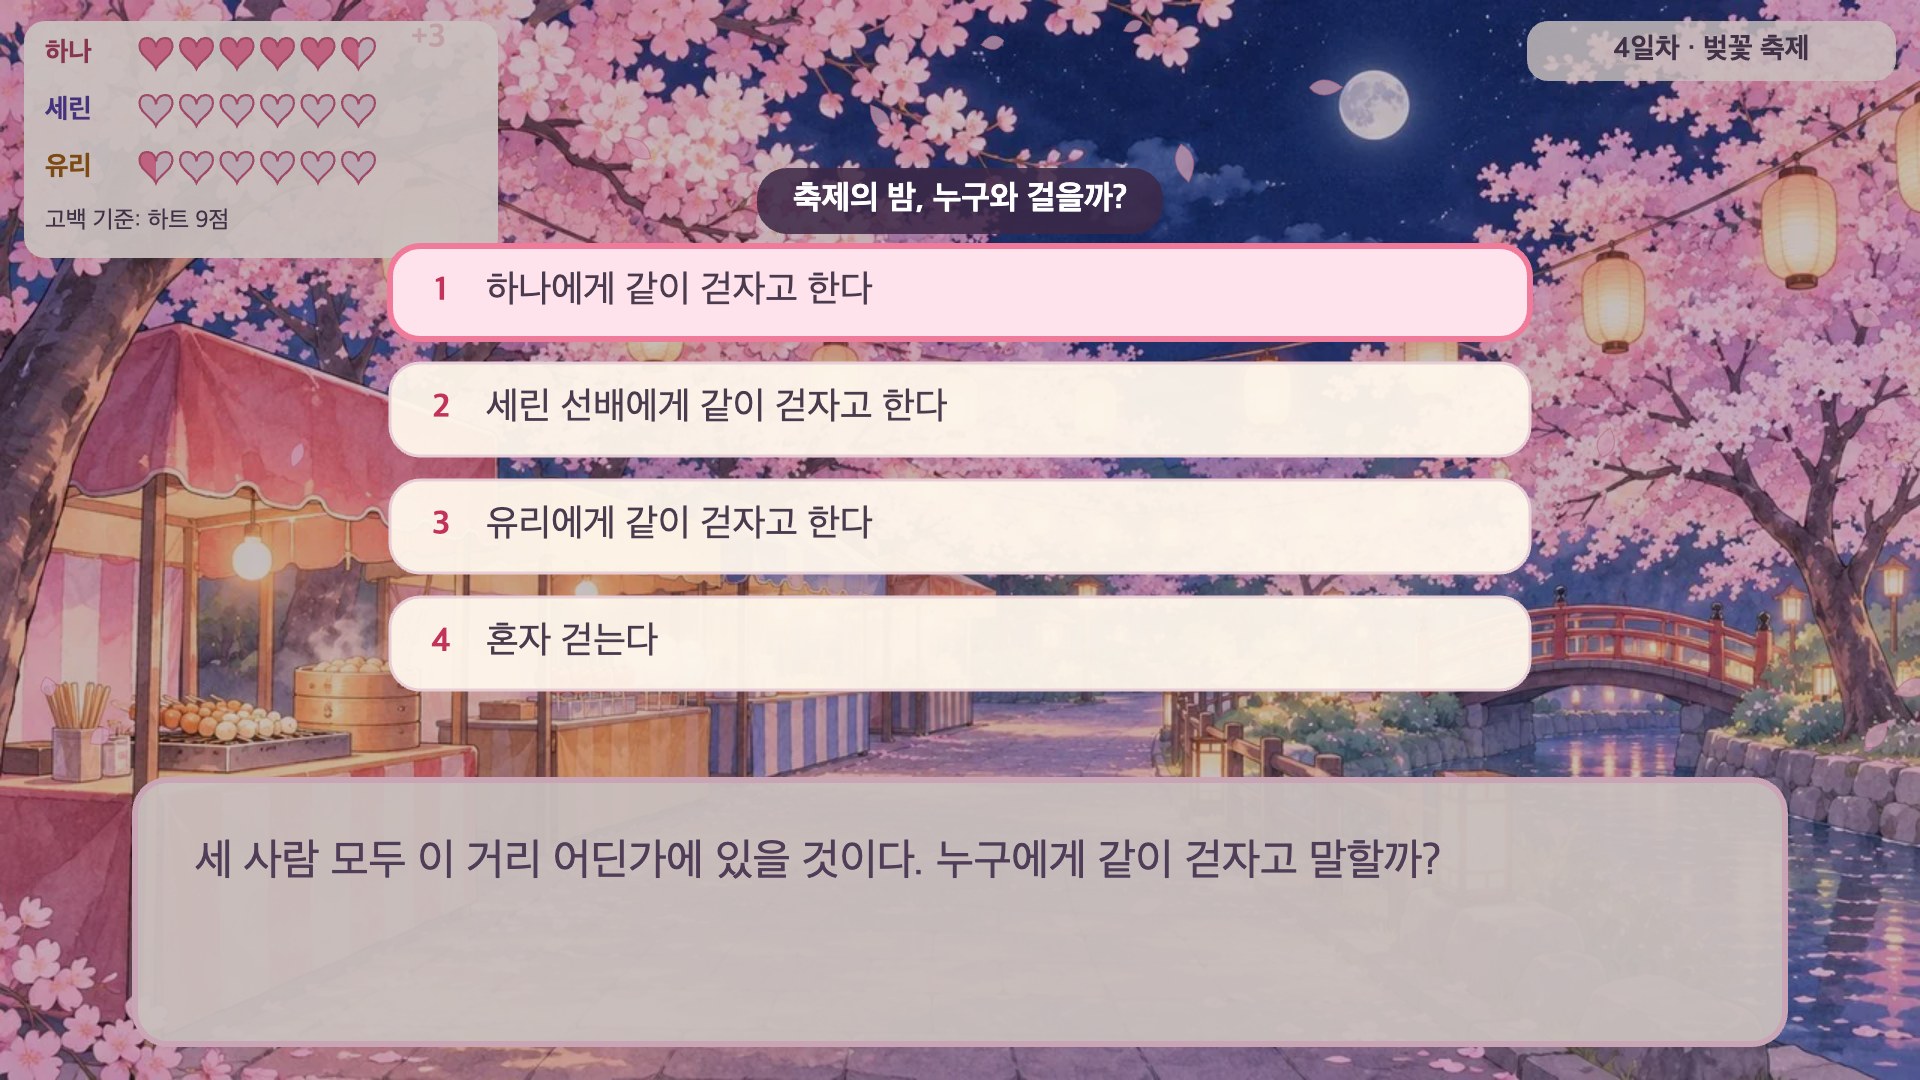 하나
+3
세린
유리
고백 기준: 하트 9점
4일차 · 벚꽃 축제
축제의 밤, 누구와 걸을까?
1 하나에게 같이 걷자고 한다
2 세린 선배에게 같이 걷자고 한다
3 유리에게 같이 걷자고 한다
4 혼자 걷는다
세 사람 모두 이 거리 어딘가에 있을 것이다. 누구에게 같이 걷자고 말할까?